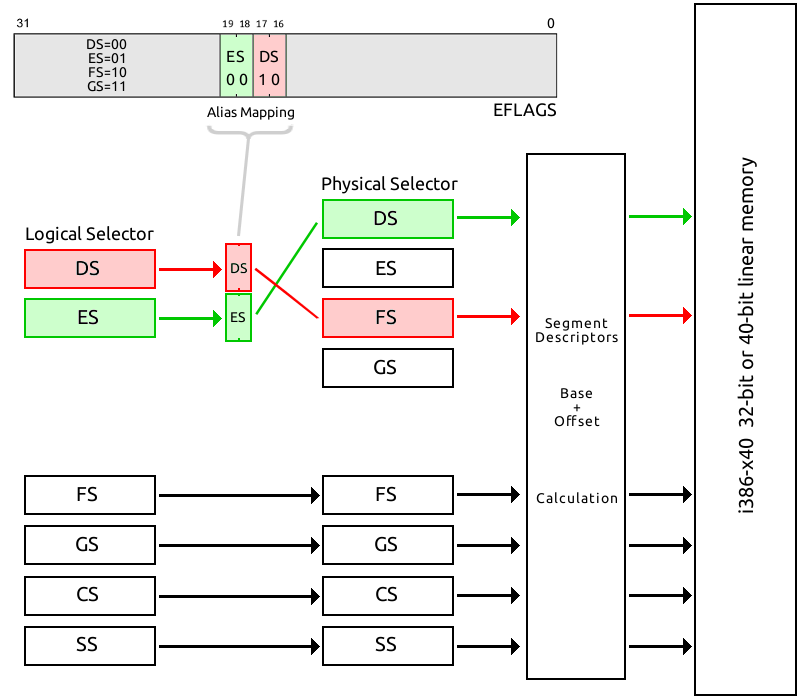 31 19 18 17 16 0
DS=00
ES=01
FS=10
GS=11
ES DS
0 0 1 0
Alias Mapping
EFLAGS
Logical Selector
Physical Selector
DS
ES
DS
ES
DS
ES
FS
GS
FS
GS
CS
SS
FS
GS
CS
SS
Segment
Descriptors
Base
+
Offset
Calculation
i386-x40 32-bit or 40-bit linear memory